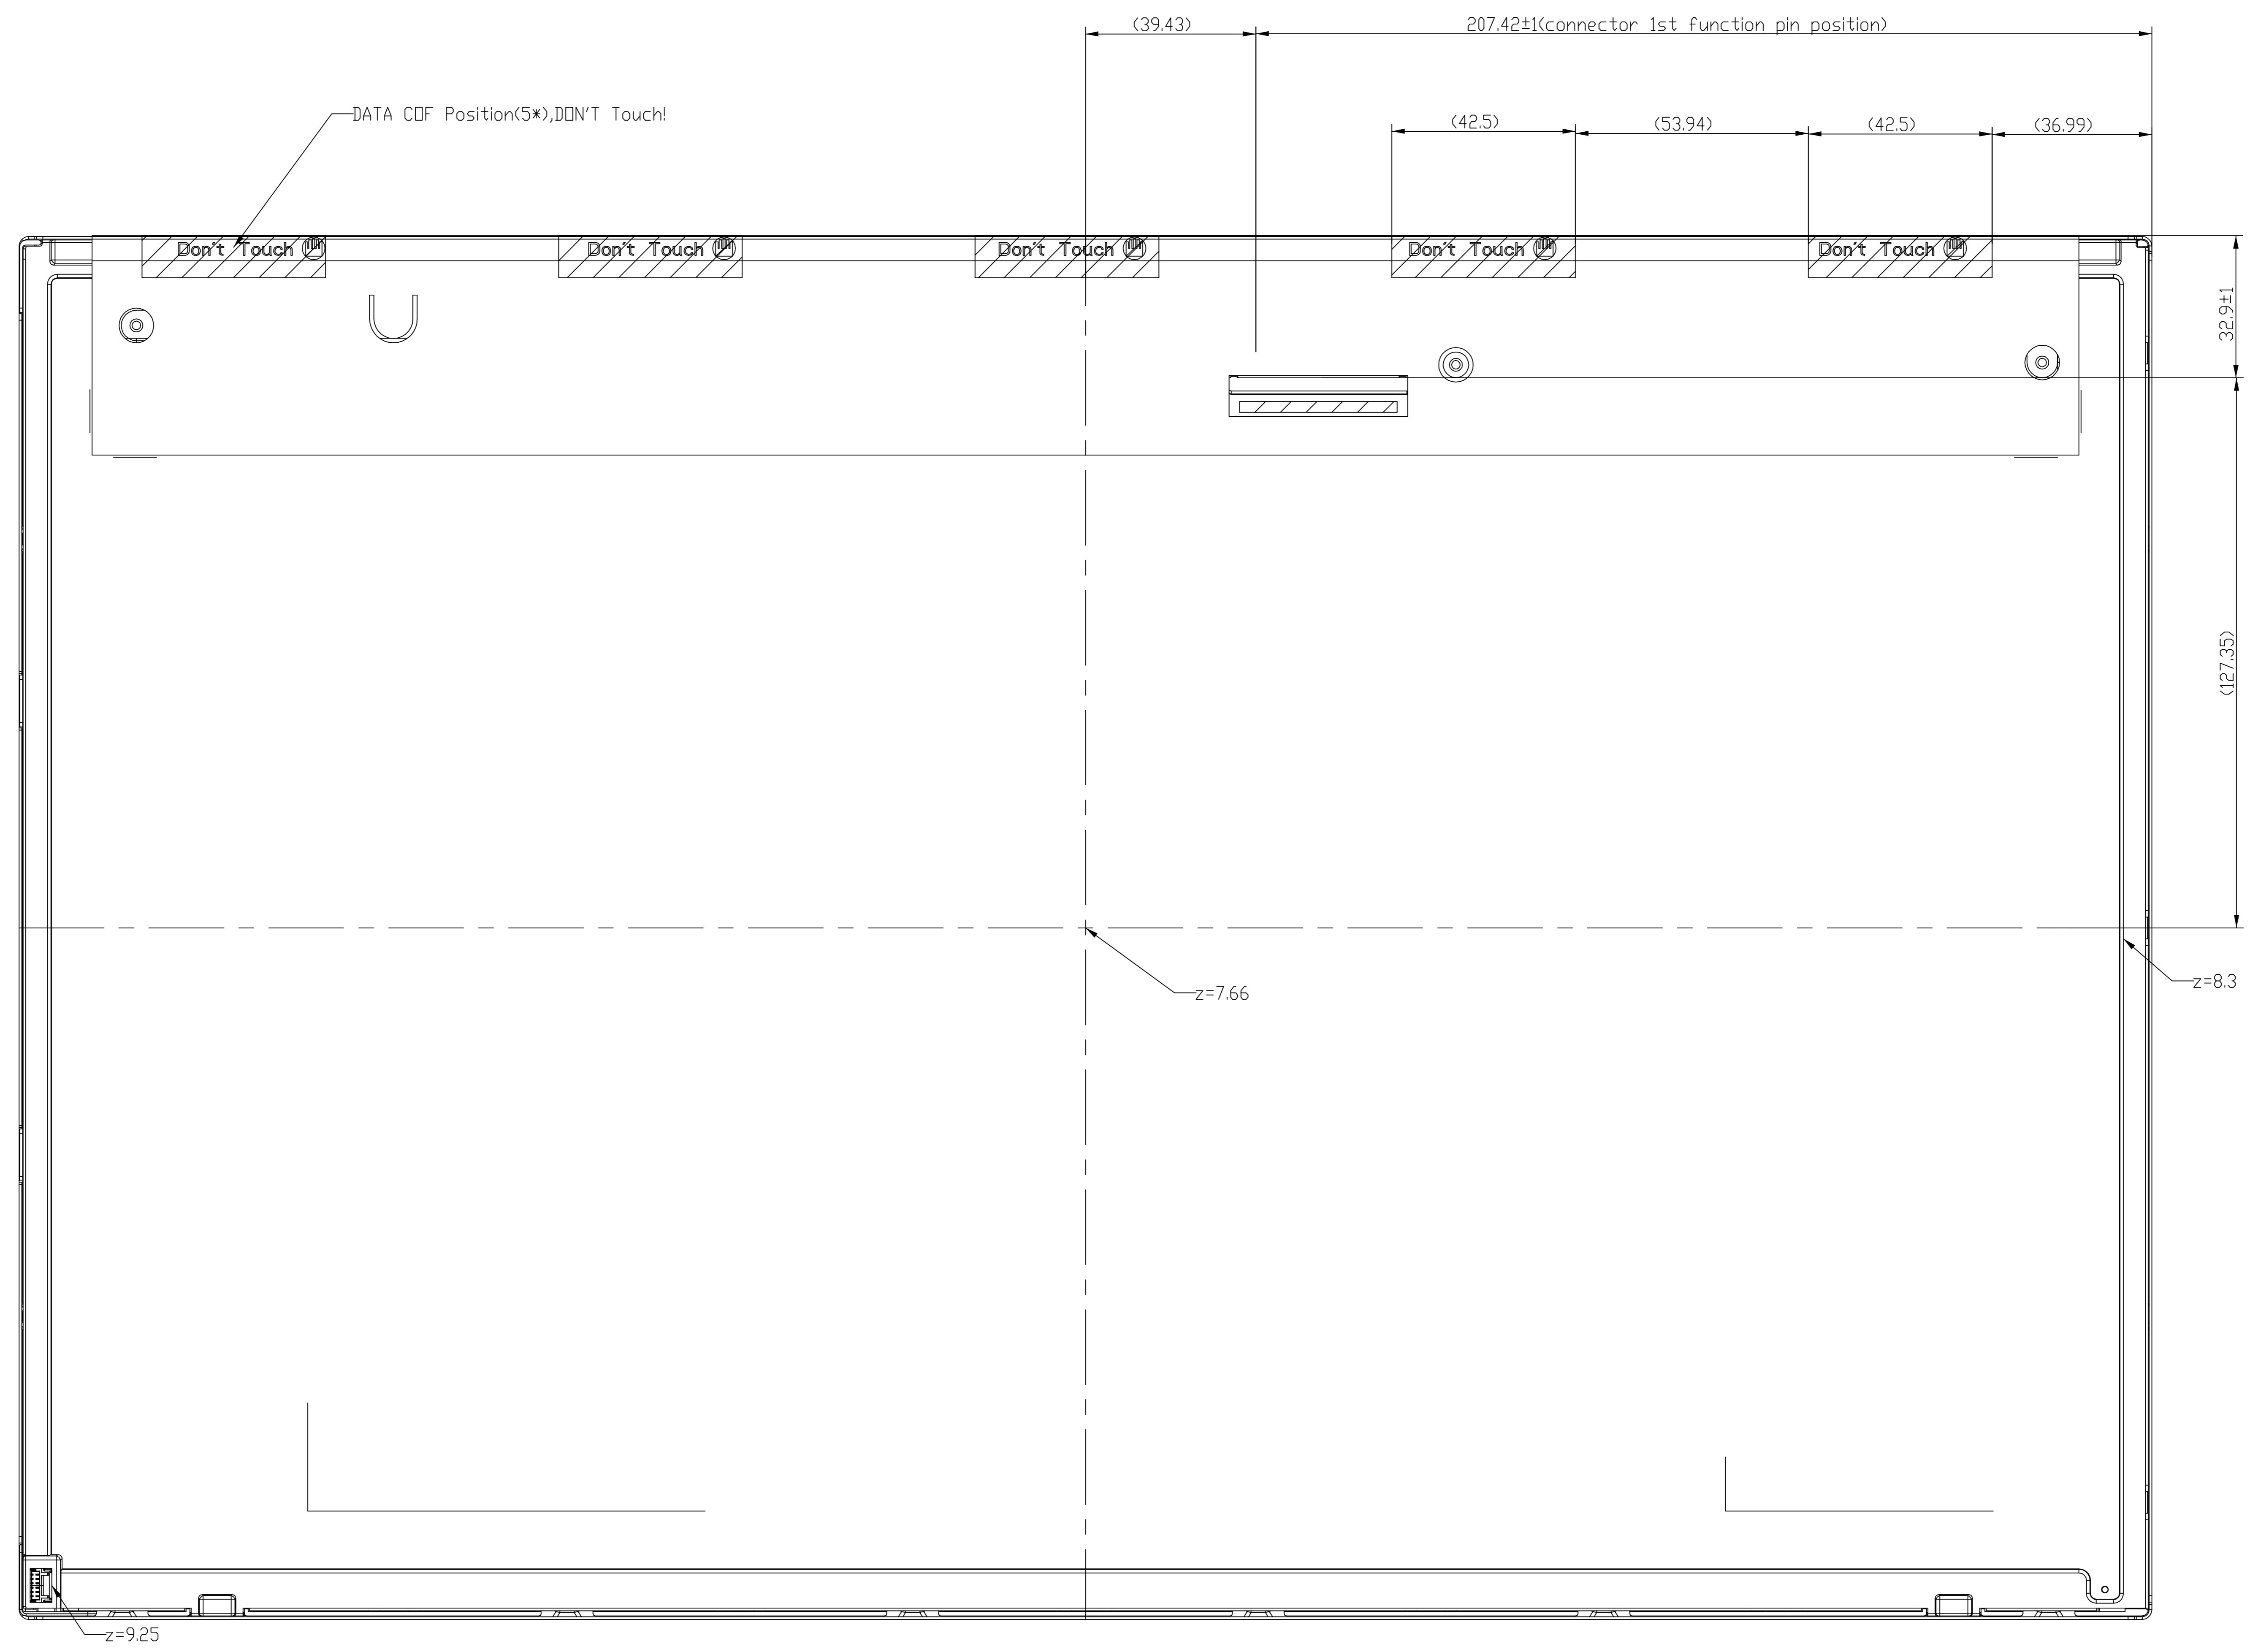 (39.43)
207.42±1(connector 1st function pin position)
DATA COF Position(5*),DON'T Touch!
(42.5)
(53.94)
(42.5)
(36.99)
Don't Touch
Don't Touch
Don't Touch
Don't Touch
Don't Touch
32.9±1
(127.35)
z=7.66
z=8.3
z=9.25